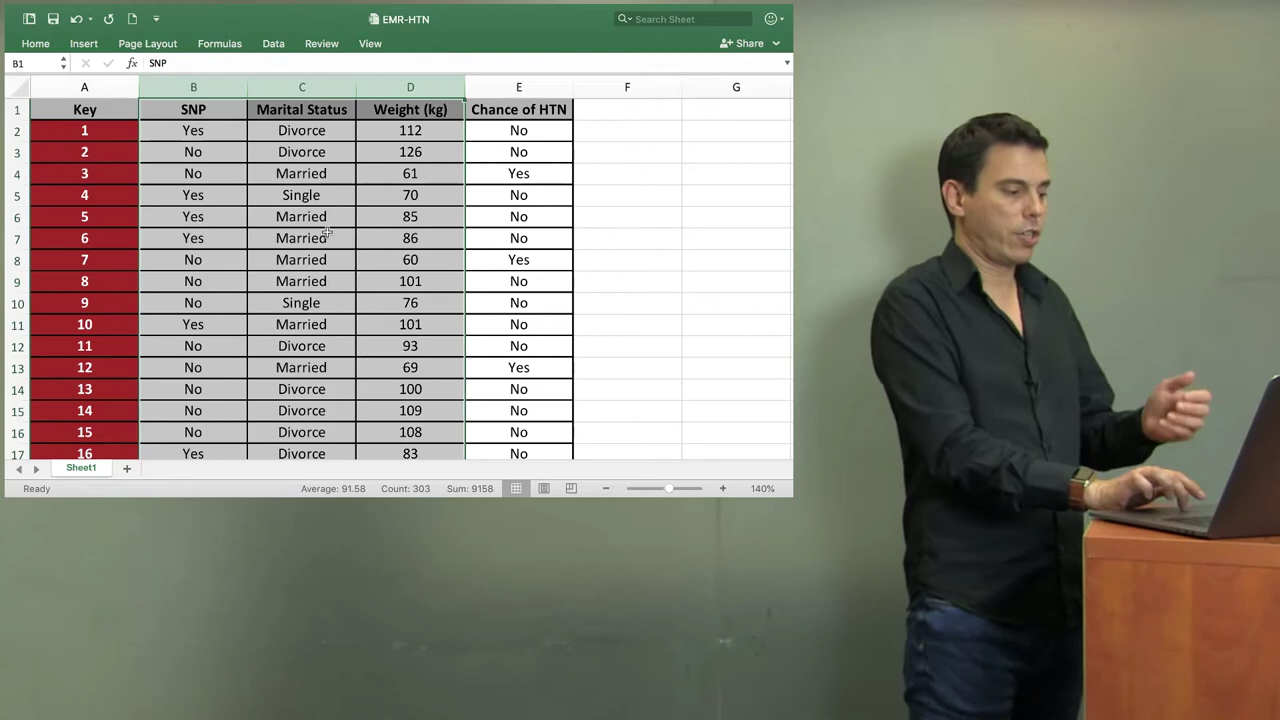 EMR-HTN
Search Sheet
Home Insert Page Layout Formulas Data Review View Share
B1 fx SNP
A B C D E F G
1 Key SNP Marital Status Weight (kg) Chance of HTN
2 1 Yes Divorce 112 No
3 2 No Divorce 126 No
4 3 No Married 61 Yes
5 4 Yes Single 70 No
6 5 Yes Married 85 No
7 6 Yes Married 86 No
8 7 No Married 60 Yes
9 8 No Married 101 No
10 9 No Single 76 No
11 10 Yes Married 101 No
12 11 No Divorce 93 No
13 12 No Married 69 Yes
14 13 No Divorce 100 No
15 14 No Divorce 109 No
16 15 No Divorce 108 No
17 16 Yes Divorce 83 No
Sheet1
Ready Average: 91.58 Count: 303 Sum: 9158 140%